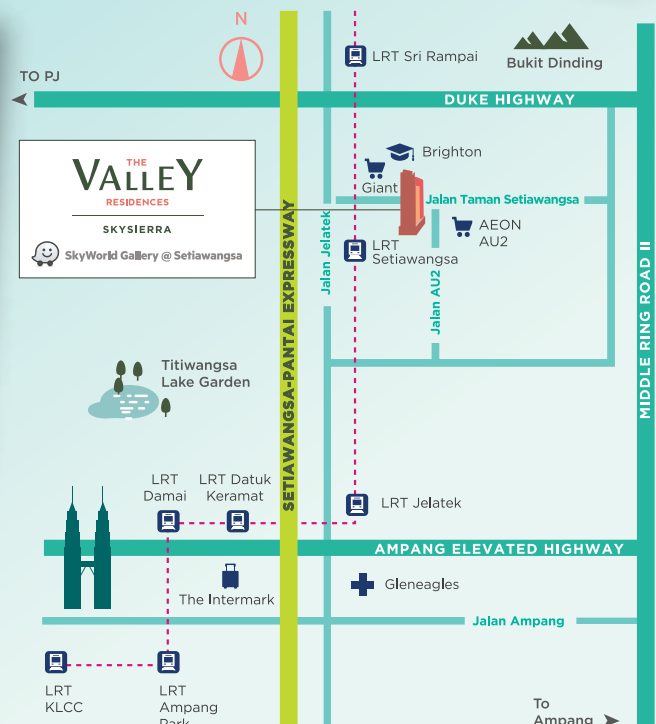 N
LRT Sri Rampai
Bukit Dinding
TO PJ
DUKE HIGHWAY
THE
VALLEY
RESIDENCES
SKYSIERRA
SkyWorld Gallery @ Setiawangsa
Brighton
Giant
Jalan Taman Setiawangsa
AEON
AU2
LRT
Setiawangsa
Jalan Jelatek
Jalan AU2
SETIAWANGSA-PANTAI EXPRESSWAY
MIDDLE RING ROAD II
Titiwangsa
Lake Garden
LRT
Damai
LRT Datuk
Keramat
LRT Jelatek
AMPANG ELEVATED HIGHWAY
The Intermark
Gleneagles
Jalan Ampang
LRT
KLCC
LRT
Ampang
Park
To
Ampang